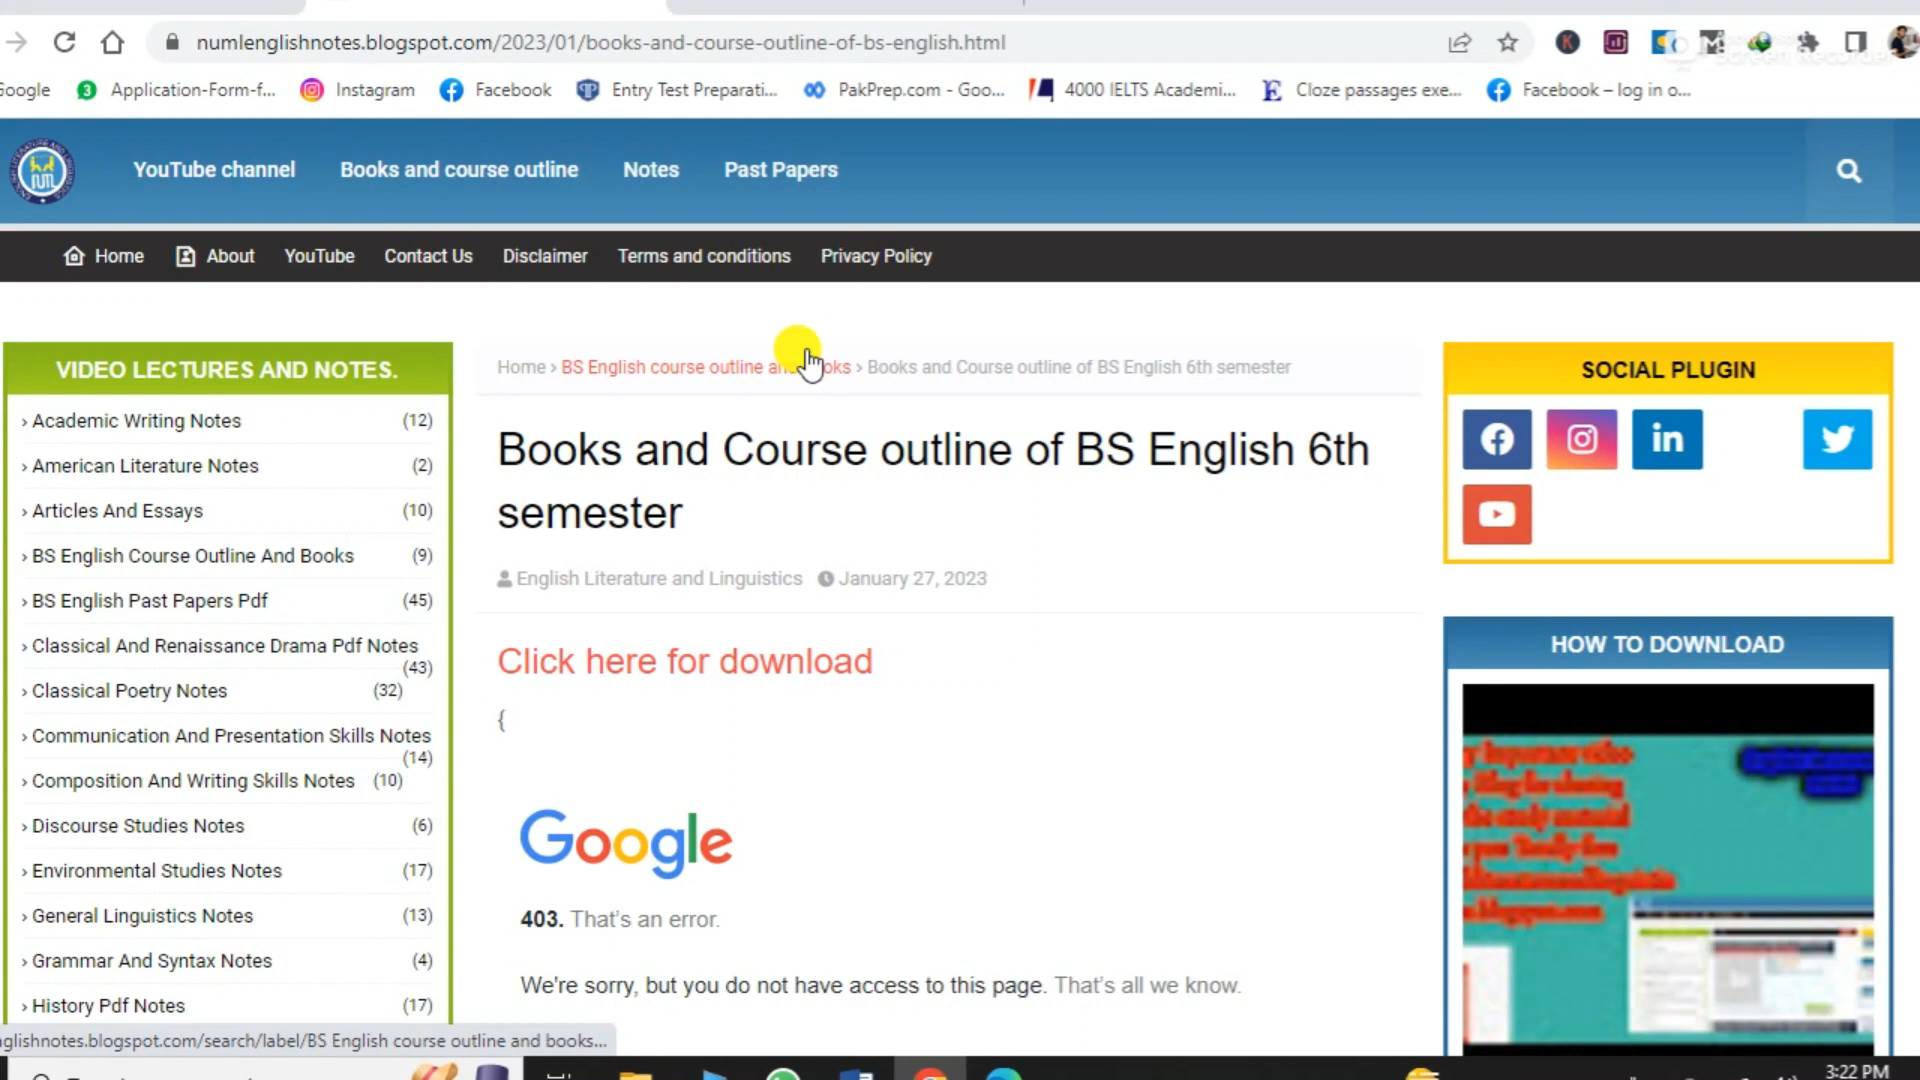 numlenglishnotes.blogspot.com/2023/01/books-and-course-outline-of-bs-english.html
Google
Application-Form-f...
Instagram
Facebook
Entry Test Preparati...
PakPrep.com - Goo...
4000 IELTS Academi...
Cloze passages exe...
Facebook – log in o...
YouTube channel
Books and course outline
Notes
Past Papers
Home
About
YouTube
Contact Us
Disclaimer
Terms and conditions
Privacy Policy
VIDEO LECTURES AND NOTES.
› Academic Writing Notes (12)
› American Literature Notes (2)
› Articles And Essays (10)
› BS English Course Outline And Books (9)
› BS English Past Papers Pdf (45)
› Classical And Renaissance Drama Pdf Notes
(43)
› Classical Poetry Notes (32)
› Communication And Presentation Skills Notes
(14)
› Composition And Writing Skills Notes (10)
› Discourse Studies Notes (6)
› Environmental Studies Notes (17)
› General Linguistics Notes (13)
› Grammar And Syntax Notes (4)
› History Pdf Notes (17)
glishnotes.blogspot.com/search/label/BS English course outline and books...
Home › BS English course outline an ooks › Books and Course outline of BS English 6th semester
Books and Course outline of BS English 6th
semester
English Literature and Linguistics January 27, 2023
Click here for download
{
Google
403. That's an error.
We're sorry, but you do not have access to this page. That's all we know.
SOCIAL PLUGIN
HOW TO DOWNLOAD
3:22 PM